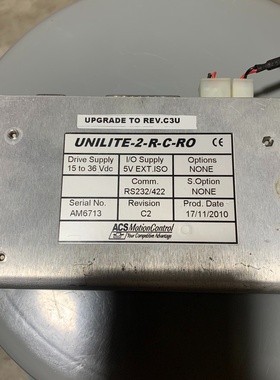 UPGRADE TO REV.C3U
UNILITE-2-R-C-RO CE
Drive Supply I/O Supply Options
15 to 36 Vdc 5V EXT.ISO NONE
Comm. S.Option
RS232/422 NONE
Serial No. Revision Prod. Date
AM6713 C2 17/11/2010
ACS MotionControl
Your Competitive Advantage